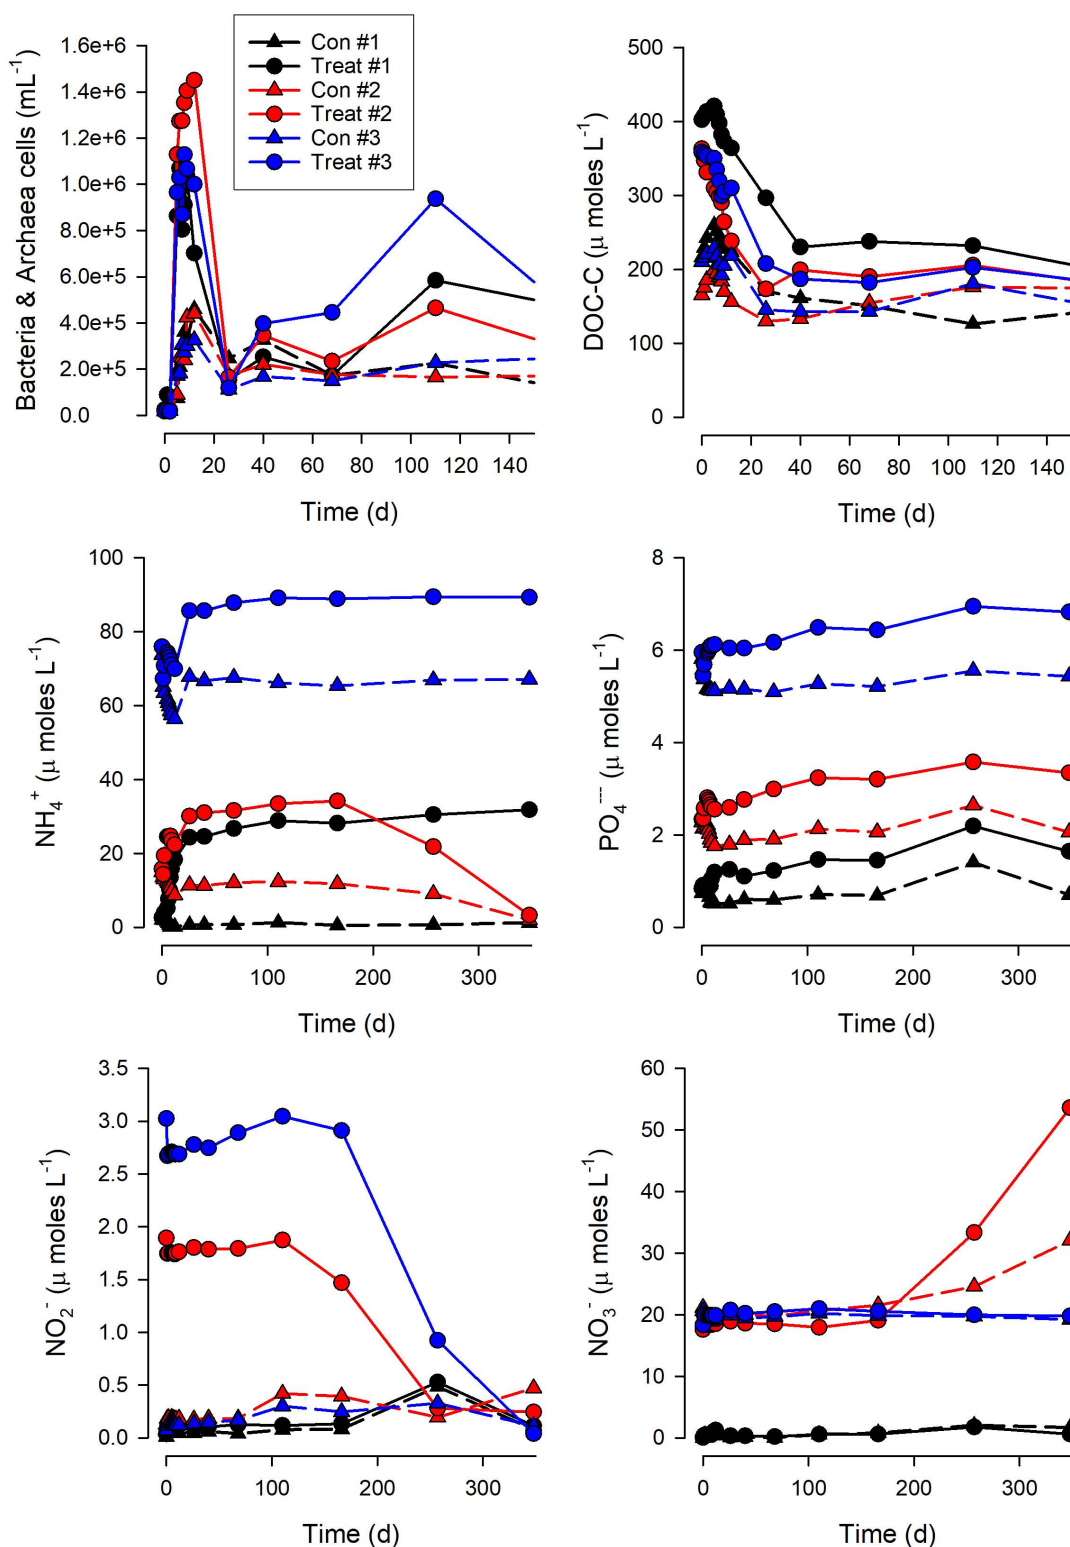 Con #1
Treat #1
Con #2
Treat #2
Con #3
Treat #3
Bacteria & Archaea cells (mL⁻¹)
1.6e+6
1.4e+6
1.2e+6
1.0e+6
8.0e+5
6.0e+5
4.0e+5
2.0e+5
0.0
0 20 40 60 80 100 120 140
Time (d)
DOC-C (μ moles L⁻¹)
500
400
300
200
100
0
0 20 40 60 80 100 120
Time (d)
NH₄⁺ (μ moles L⁻¹)
100
80
60
40
20
0
0 100 200 300
Time (d)
PO₄⁻⁻⁻ (μ moles L⁻¹)
8
6
4
2
0
0 100 200 300
Time (d)
NO₂⁻ (μ moles L⁻¹)
3.5
3.0
2.5
2.0
1.5
1.0
0.5
0.0
0 100 200 300
Time (d)
NO₃⁻ (μ moles L⁻¹)
60
50
40
30
20
10
0
0 100 200 300
Time (d)